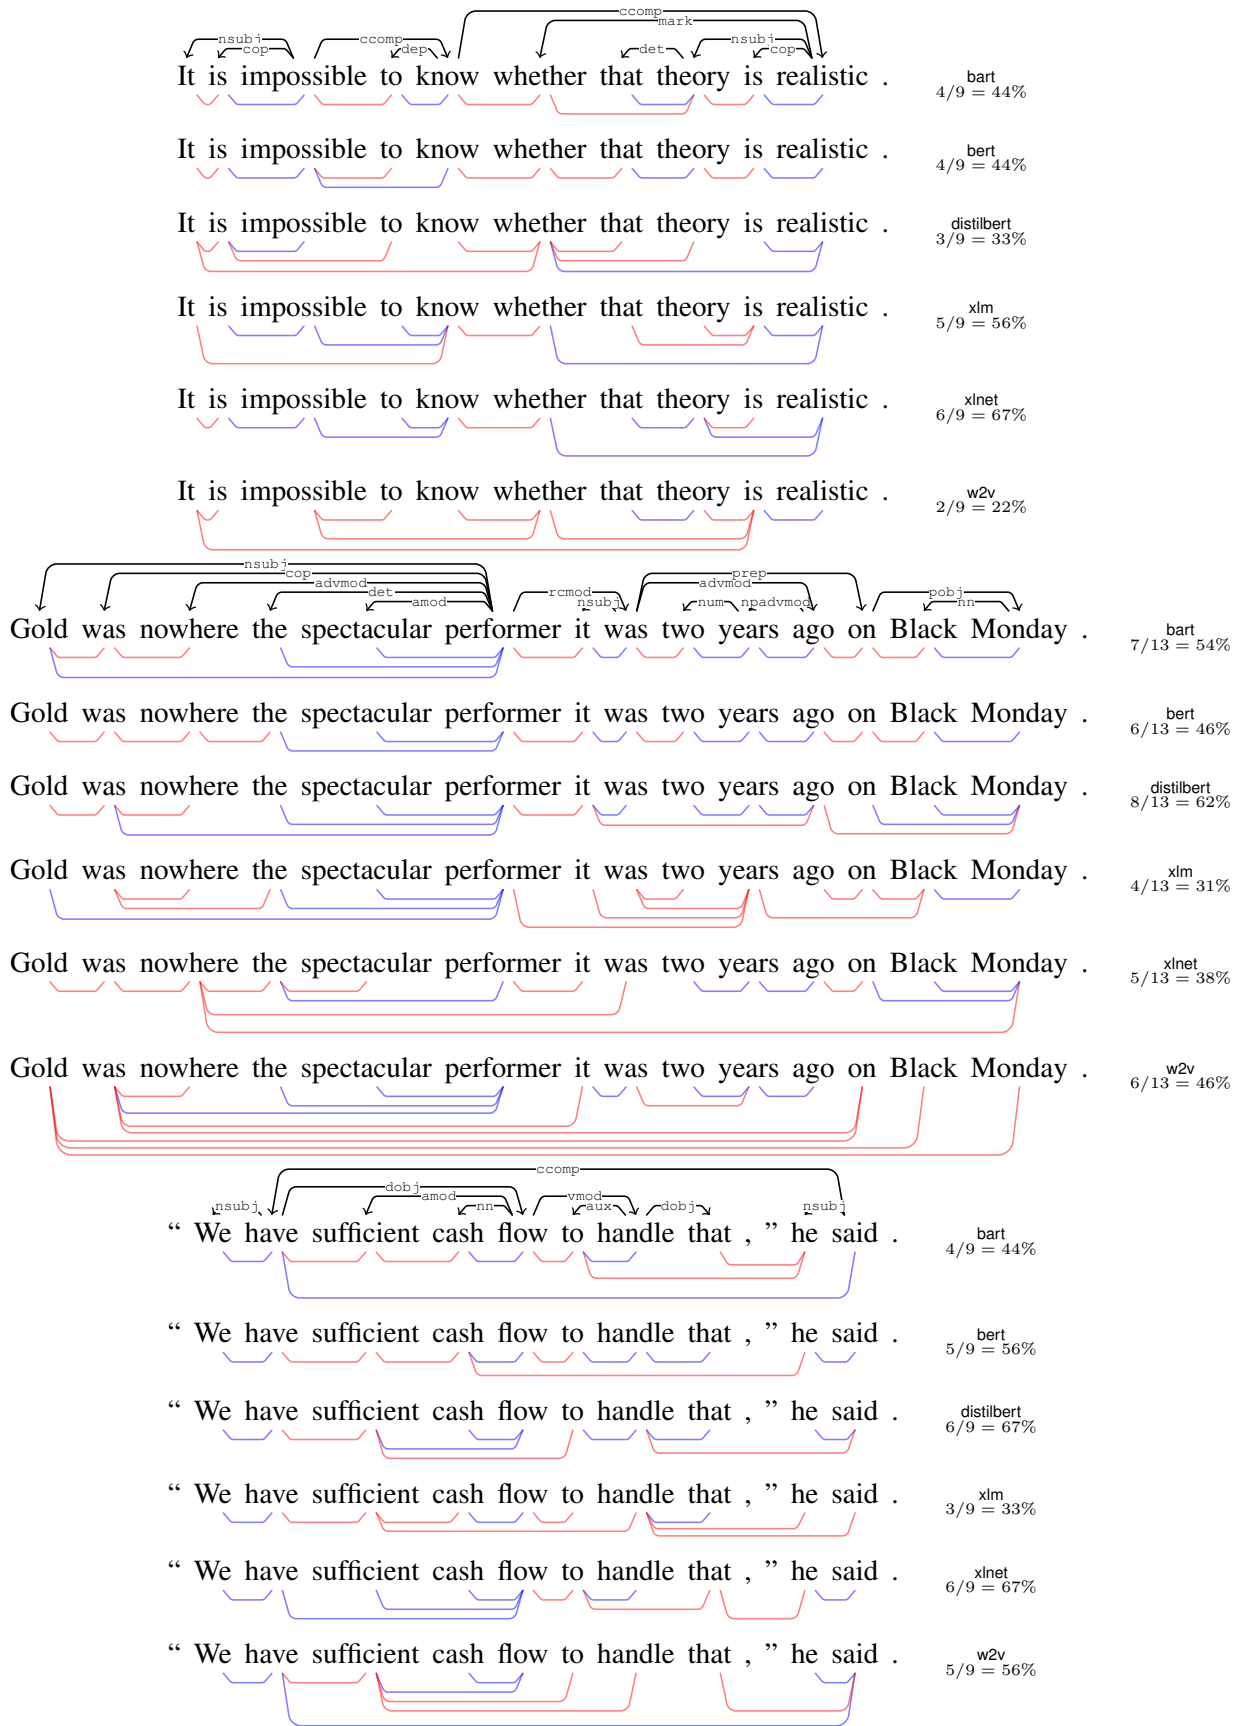 ccomp
mark
nsubj ccomp nsubj
cop dep det cop
It is impossible to know whether that theory is realistic . bart
4/9 = 44%
It is impossible to know whether that theory is realistic . bert
4/9 = 44%
It is impossible to know whether that theory is realistic . distilbert
3/9 = 33%
It is impossible to know whether that theory is realistic . xlm
5/9 = 56%
It is impossible to know whether that theory is realistic . xlnet
6/9 = 67%
It is impossible to know whether that theory is realistic . w2v
2/9 = 22%
nsubj
cop prep
advmod advmod
det rcmod pobj
amod nsubj num npadvmod nn
Gold was nowhere the spectacular performer it was two years ago on Black Monday . bart
7/13 = 54%
Gold was nowhere the spectacular performer it was two years ago on Black Monday . bert
6/13 = 46%
Gold was nowhere the spectacular performer it was two years ago on Black Monday . distilbert
8/13 = 62%
Gold was nowhere the spectacular performer it was two years ago on Black Monday . xlm
4/13 = 31%
Gold was nowhere the spectacular performer it was two years ago on Black Monday . xlnet
5/13 = 38%
Gold was nowhere the spectacular performer it was two years ago on Black Monday . w2v
6/13 = 46%
ccomp
dobj
amod vmod
nsubj nn aux dobj nsubj
“ We have sufficient cash flow to handle that , ” he said . bart
4/9 = 44%
“ We have sufficient cash flow to handle that , ” he said . bert
5/9 = 56%
“ We have sufficient cash flow to handle that , ” he said . distilbert
6/9 = 67%
“ We have sufficient cash flow to handle that , ” he said . xlm
3/9 = 33%
“ We have sufficient cash flow to handle that , ” he said . xlnet
6/9 = 67%
“ We have sufficient cash flow to handle that , ” he said . w2v
5/9 = 56%